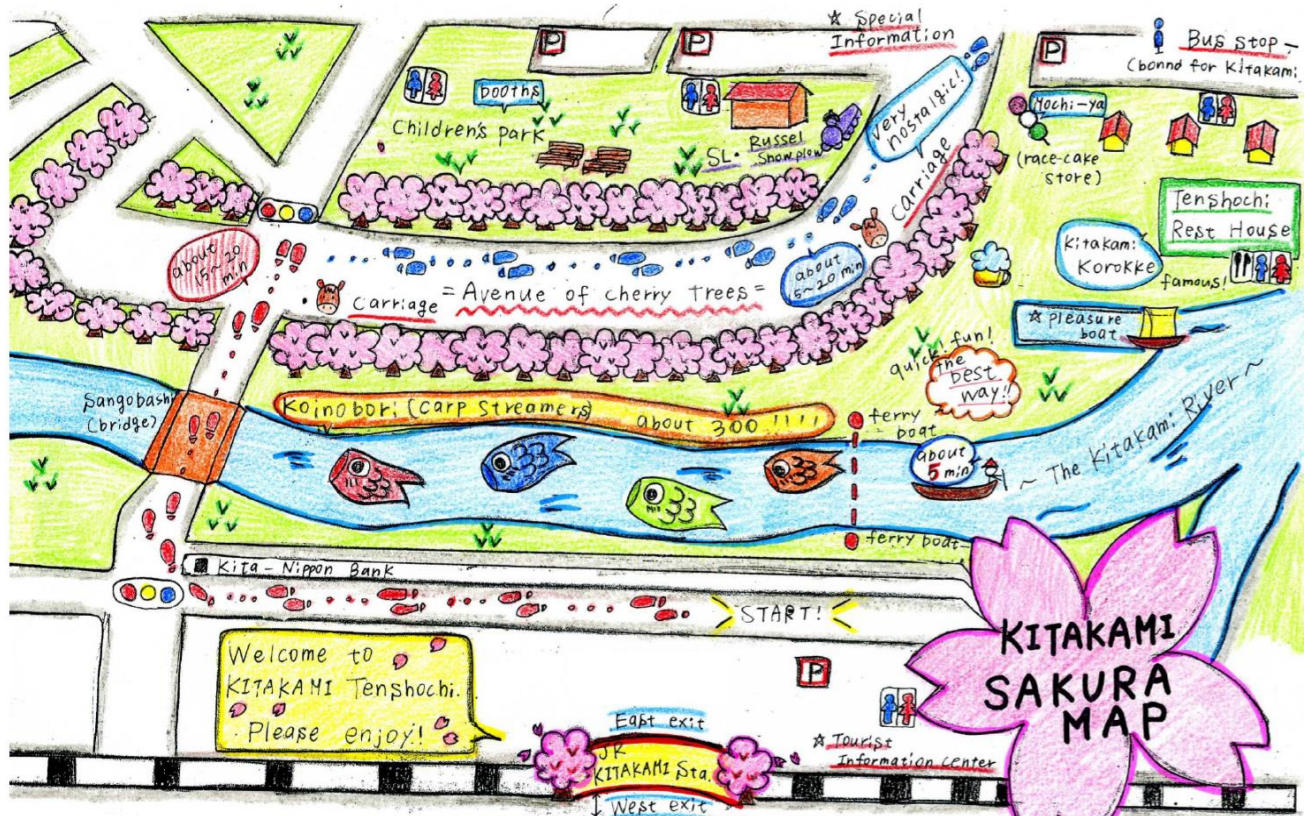 ☆ Special
Information
P
P
P
Bus stop -
(bonnd for Kitakami
booths
Children's park
SL. Russel
Snowplow
Very
nostalgic!
Carriage
Mochi-ya
(race-cake
store)
Tenshochi
Rest House
Kitakami
Korokke
famous!
about
15~20
min
Carriage
= Avenue of cherry trees =
about
15~20 min
☆ pleasure
boat
quick! fun!
the
best
way!!
Sangobashi
(bridge)
Koinobori (carp streamers) about 300 !!!!
ferry
boat
about
5 min
~ The Kitakami River ~
ferry boat
Kita-Nippon Bank
START!
Welcome to
KITAKAMI Tenshochi.
Please enjoy!
P
East exit
JR
KITAKAMI Sta.
West exit
☆ Tourist
Information center
KITAKAMI
SAKURA
MAP